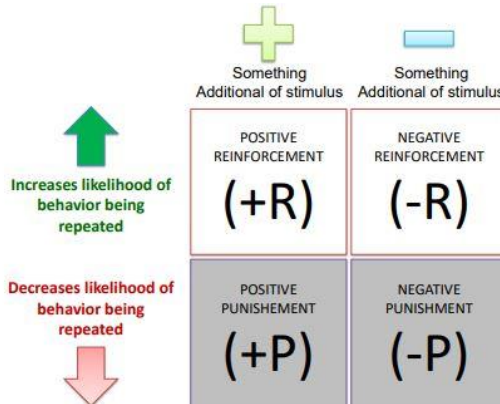 Something
Additional of stimulus
Something
Additional of stimulus
Increases likelihood of
behavior being
repeated
POSITIVE
REINFORCEMENT
(+R)
NEGATIVE
REINFORCEMENT
(-R)
Decreases likelihood of
behavior being
repeated
POSITIVE
PUNISHEMENT
(+P)
NEGATIVE
PUNISHMENT
(-P)